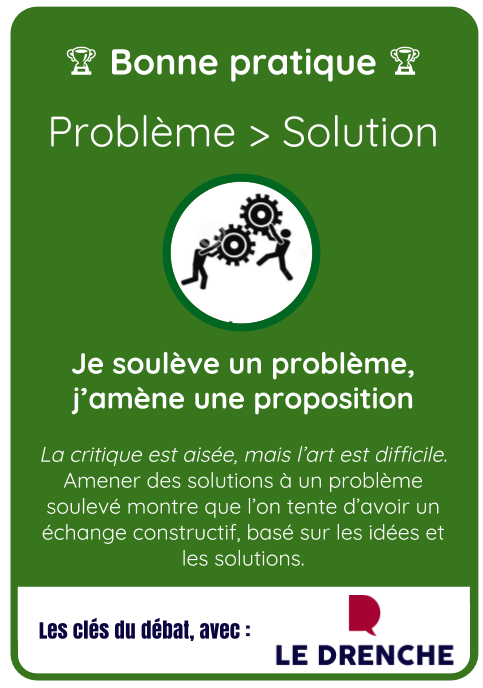 Bonne pratique
Problème > Solution
Je soulève un problème,
j’amène une proposition
La critique est aisée, mais l’art est difficile.
Amener des solutions à un problème
soulevé montre que l’on tente d’avoir un
échange constructif, basé sur les idées et
les solutions.
Les clés du débat, avec :
LE DRENCHE